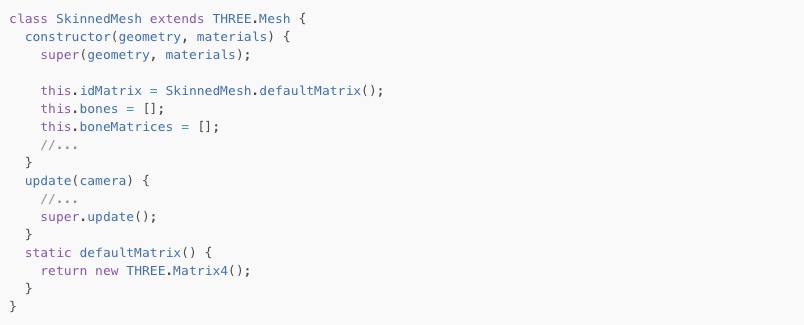 class SkinnedMesh extends THREE.Mesh {
  constructor(geometry, materials) {
    super(geometry, materials);

    this.idMatrix = SkinnedMesh.defaultMatrix();
    this.bones = [];
    this.boneMatrices = [];
    //...
  }
  update(camera) {
    //...
    super.update();
  }
  static defaultMatrix() {
    return new THREE.Matrix4();
  }
}